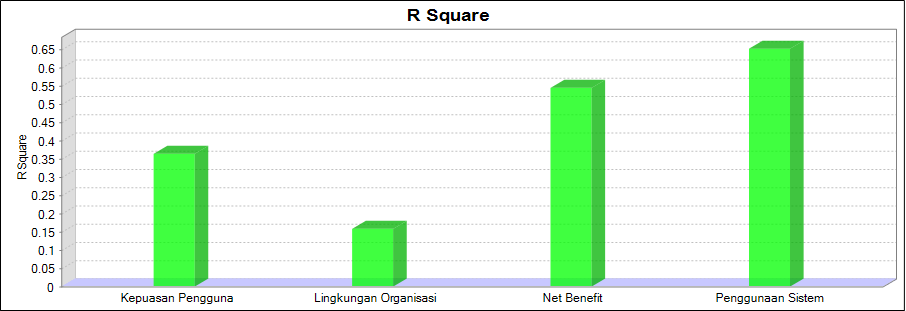 R Square
0.65
0.6
0.55
0.5
0.45
0.4
0.35
0.3
0.25
0.2
0.15
0.1
0.05
0
R Square
Kepuasan Pengguna
Lingkungan Organisasi
Net Benefit
Penggunaan Sistem